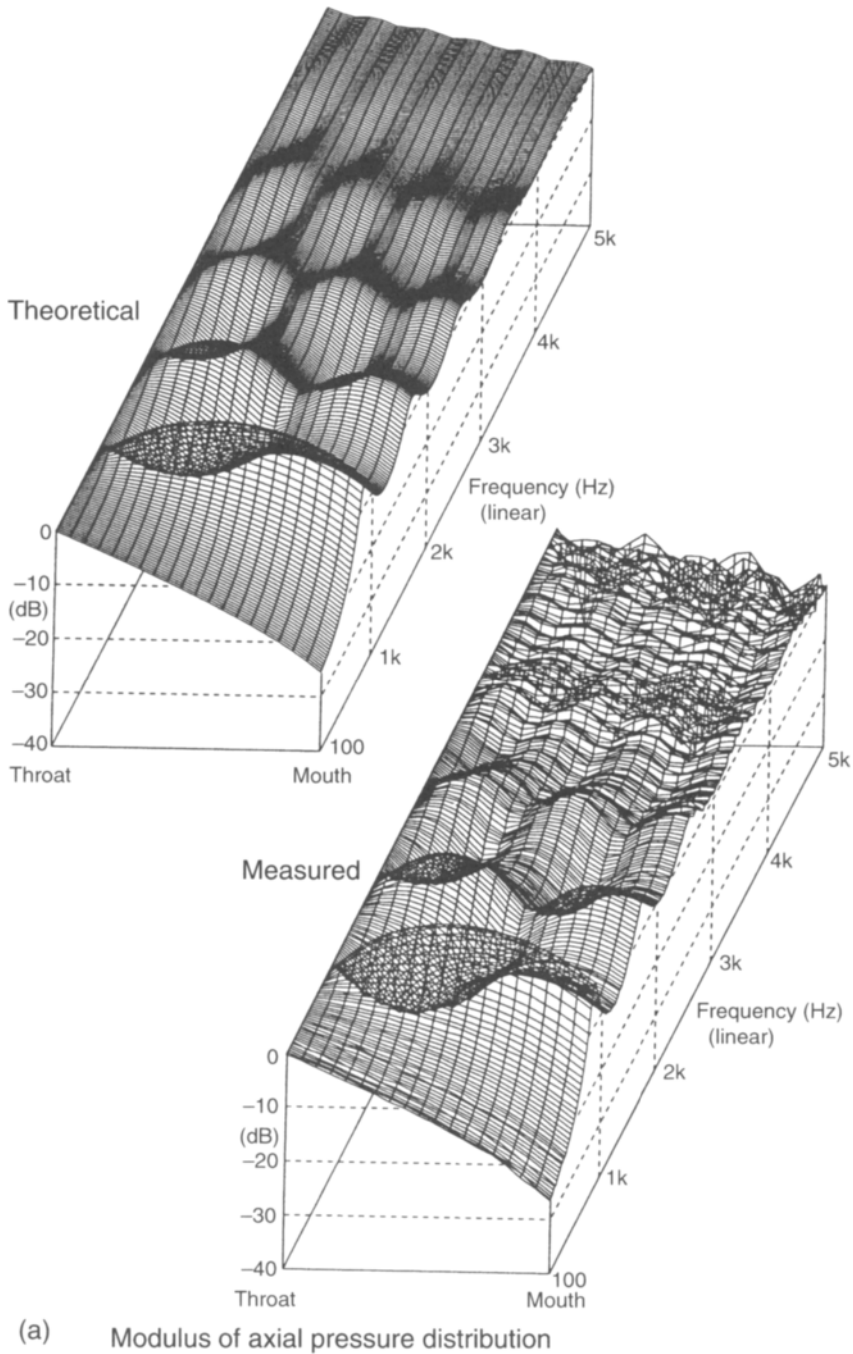 5k
Theoretical
4k
3k
Frequency (Hz)
(linear)
0
2k
−10
(dB)
−20
1k
−30
−40
100
Throat
Mouth
5k
Measured
4k
3k
Frequency (Hz)
(linear)
0
2k
−10
(dB)
−20
1k
−30
−40
100
Throat
Mouth
(a)
Modulus of axial pressure distribution